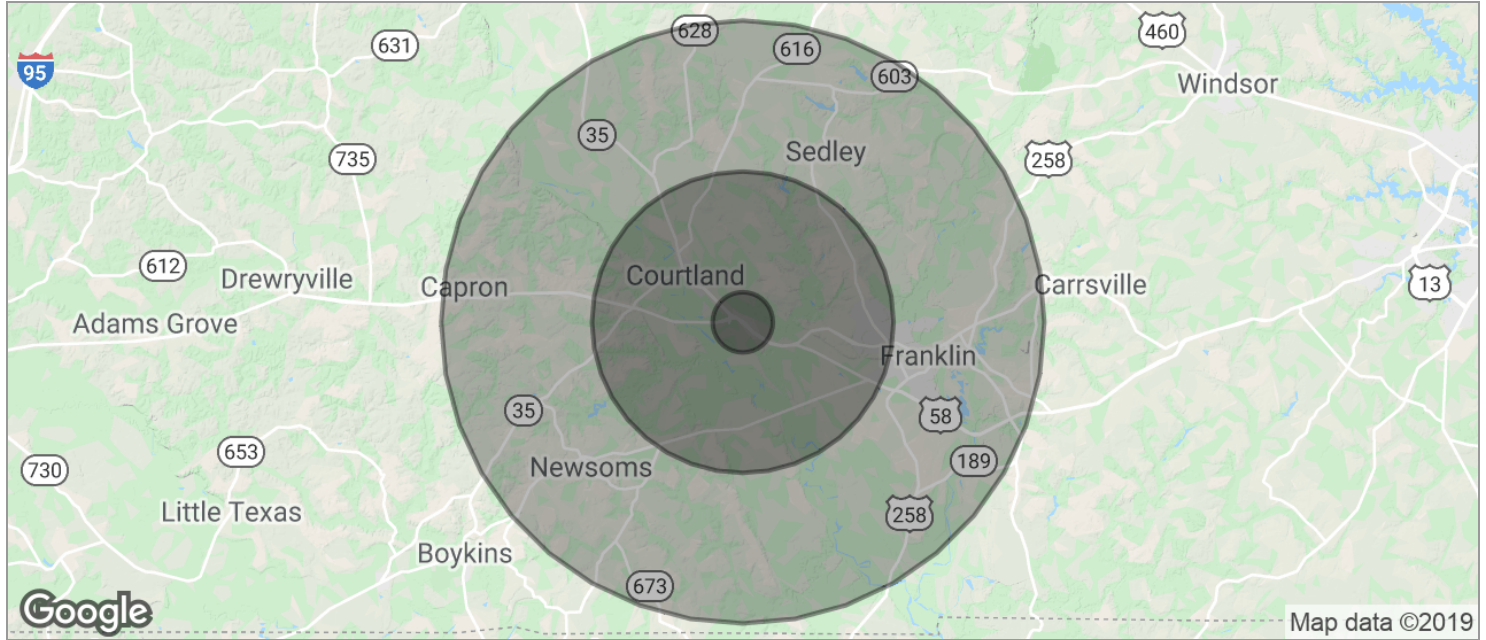 628
616
460
631
603
95
Windsor
35
Sedley
735
258
612
Drewryville
Courtland
Capron
Carrsville
13
Adams Grove
Franklin
35
58
653
189
730
Newsoms
Little Texas
258
Boykins
673
Google
Map data ©2019